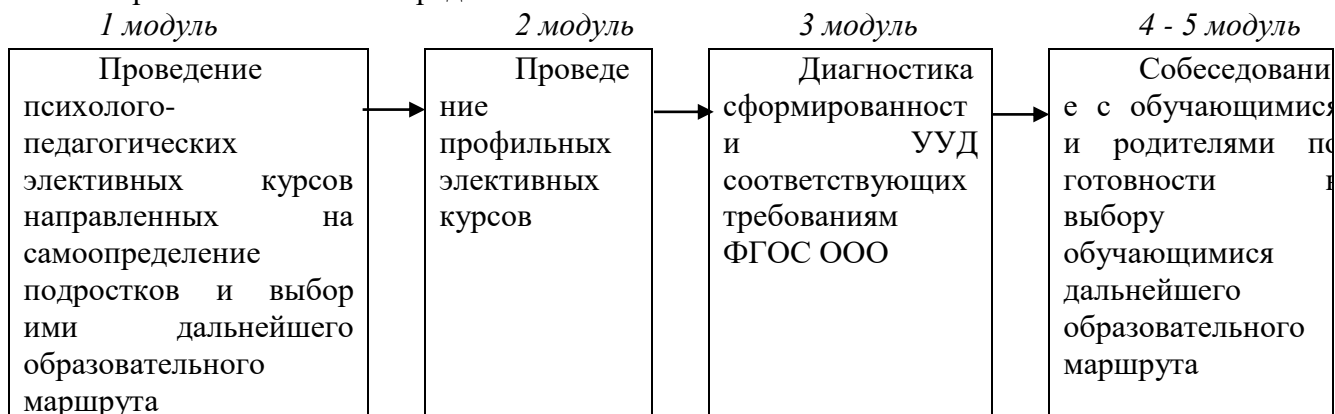 1 модуль
2 модуль
3 модуль
4 - 5 модуль
Проведение
психолого-
педагогических
элективных курсов
направленных на
самоопределение
подростков и выбор
ими дальнейшего
образовательного
маршрута
Проведе
ние
профильных
элективных
курсов
Диагностика
сформированност
и УУД
соответствующих
требованиям
ФГОС ООО
Собеседовани
е с обучающимися
и родителями по
готовности
выбору
обучающимися
дальнейшего
образовательного
маршрута